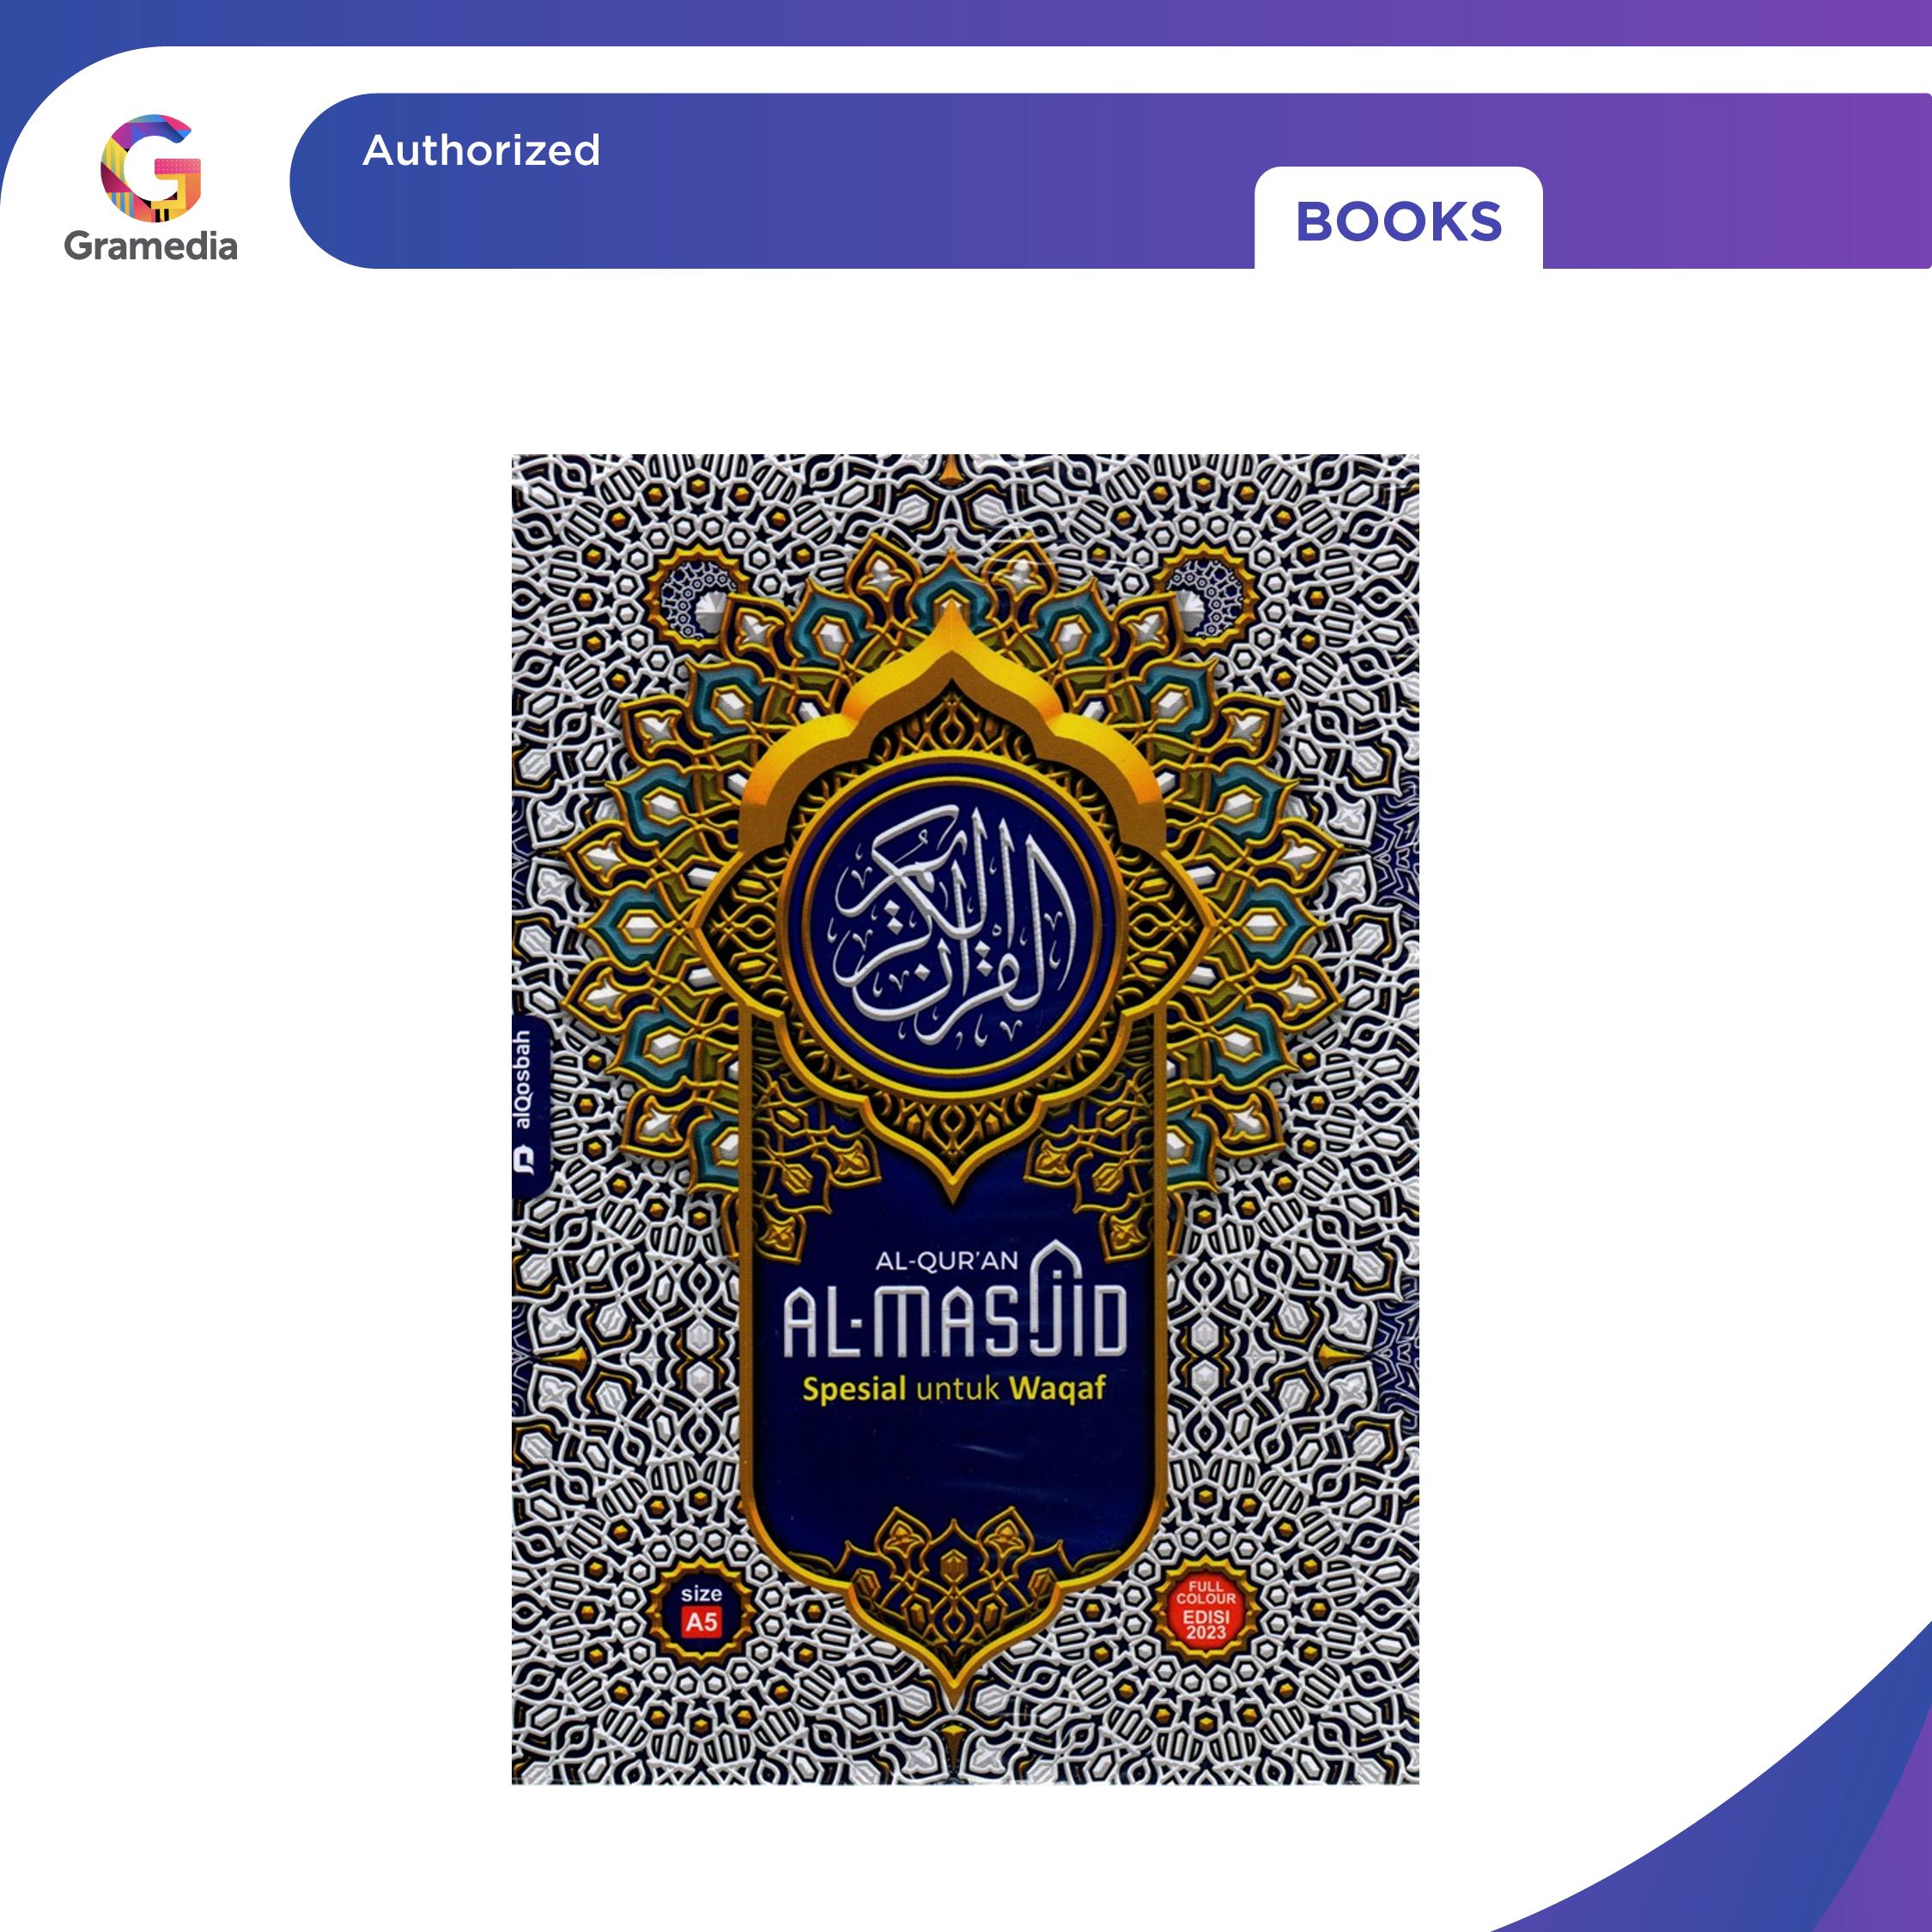 Gramedia
Authorized
BOOKS
القرآن الكريم
alQosbah
AL-QUR'AN
AL-MASJID
Spesial untuk Waqaf
size
A5
FULL
COLOUR
EDISI
2023